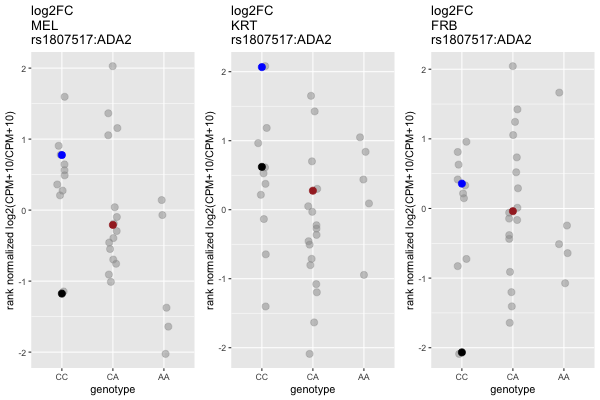 log2FC
MEL
rs1807517:ADA2
rank normalized log2(CPM+10/CPM+10)
2
1
0
-1
-2
CC
CA
AA
genotype
log2FC
KRT
rs1807517:ADA2
rank normalized log2(CPM+10/CPM+10)
2
1
0
-1
-2
CC
CA
AA
genotype
log2FC
FRB
rs1807517:ADA2
rank normalized log2(CPM+10/CPM+10)
2
1
0
-1
-2
CC
CA
AA
genotype